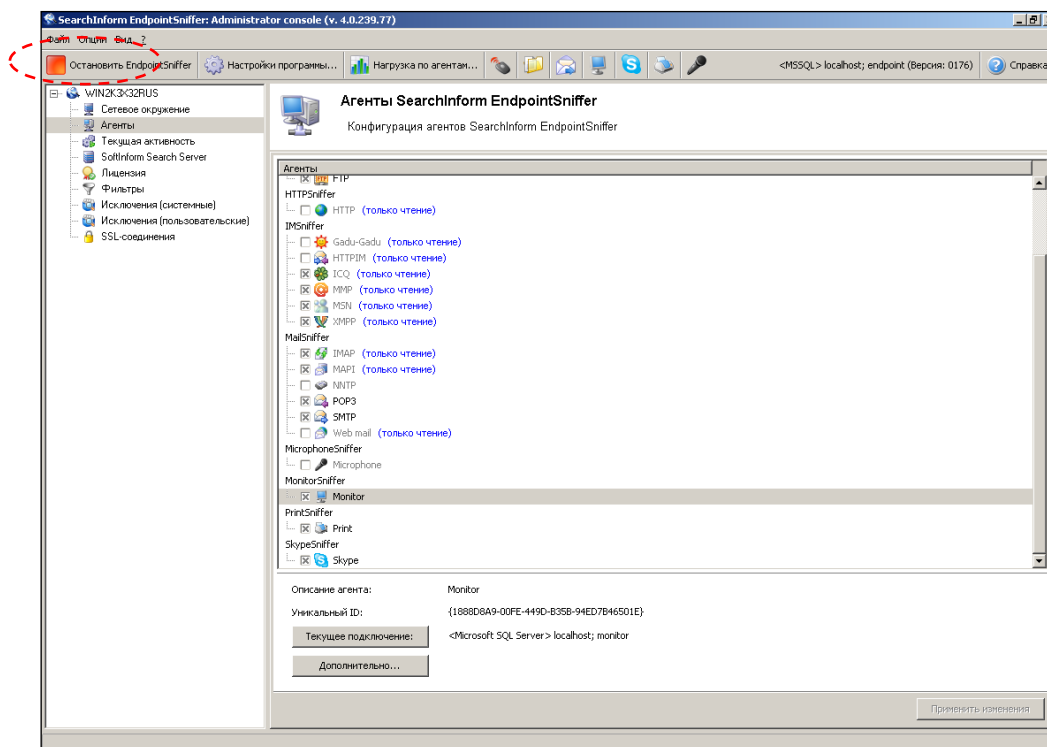 SearchInform EndpointSniffer: Administrator console (v. 4.0.239.77)
Файл Опции Вид ?
Остановить EndpointSniffer Настройки программы... Нагрузка по агентам... <MSSQL> localhost; endpoint (Версия: 0176) Справка
WIN2K3X32RUS
Сетевое окружение
Агенты
Текущая активность
SoftInform Search Server
Лицензия
Фильтры
Исключения (системные)
Исключения (пользовательские)
SSL-соединения
Агенты SearchInform EndpointSniffer
Конфигурация агентов SearchInform EndpointSniffer
Агенты
FTP
HTTPSniffer
HTTP (только чтение)
IMSniffer
Gadu-Gadu (только чтение)
HTTPIM (только чтение)
ICQ (только чтение)
MMP (только чтение)
MSN (только чтение)
XMPP (только чтение)
MailSniffer
IMAP (только чтение)
MAPI (только чтение)
NNTP
POP3
SMTP
Web mail (только чтение)
MicrophoneSniffer
Microphone
MonitorSniffer
Monitor
PrintSniffer
Print
SkypeSniffer
Skype
Описание агента: Monitor
Уникальный ID: {1888D8A9-00FE-449D-B35B-94ED7B46501E}
Текущее подключение: <Microsoft SQL Server> localhost; monitor
Дополнительно...
Применить изменения